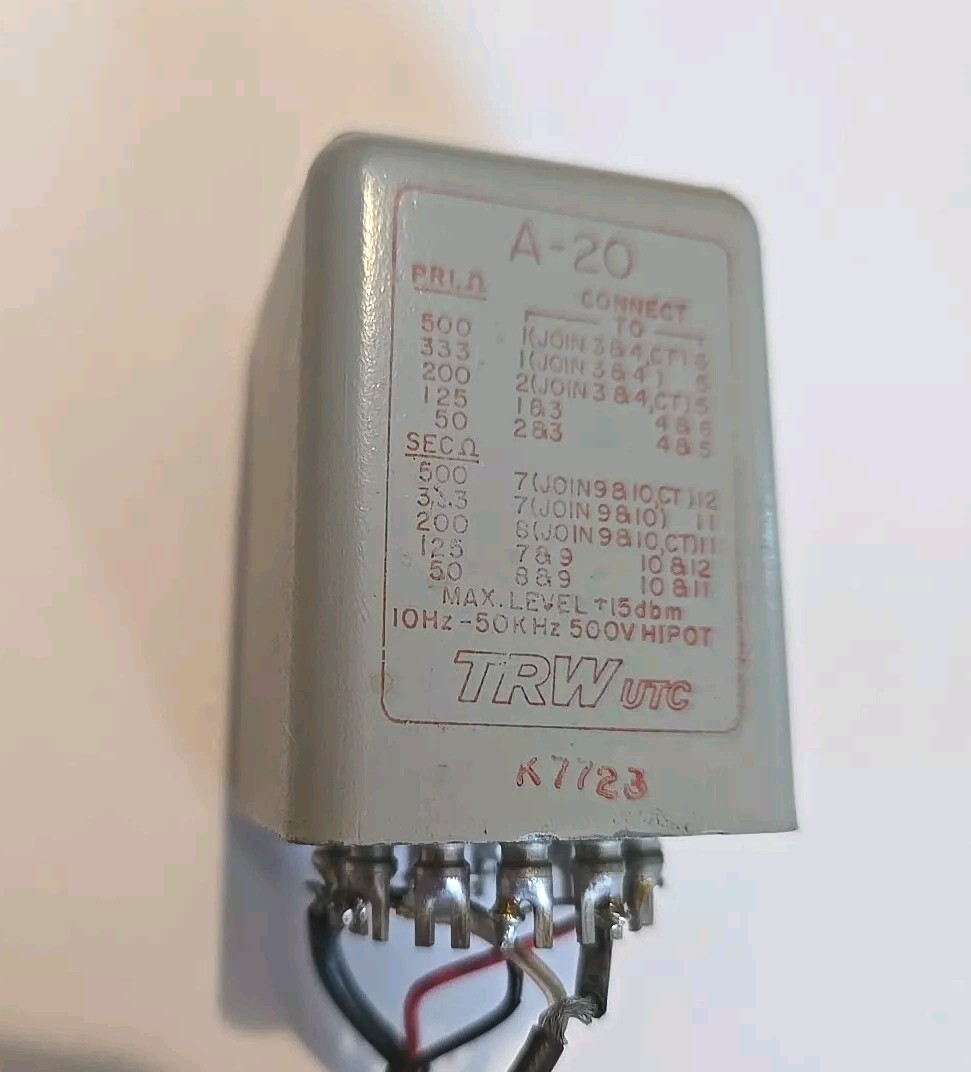 A-20
PRI. Ω CONNECT TO
500 1(JOIN 3&4,CT) 6
333 1(JOIN 3&4) 5
200 2(JOIN 3&4,CT) 5
125 1&3 4&6
50 2&3 4&5
SEC Ω
500 7(JOIN 9&10,CT) 12
333 7(JOIN 9&10) 11
200 8(JOIN 9&10,CT) 11
125 7&9 10&12
50 8&9 10&11
MAX. LEVEL +15dbm
10Hz-50KHz 500V HIPOT
TRW UTC
K7723